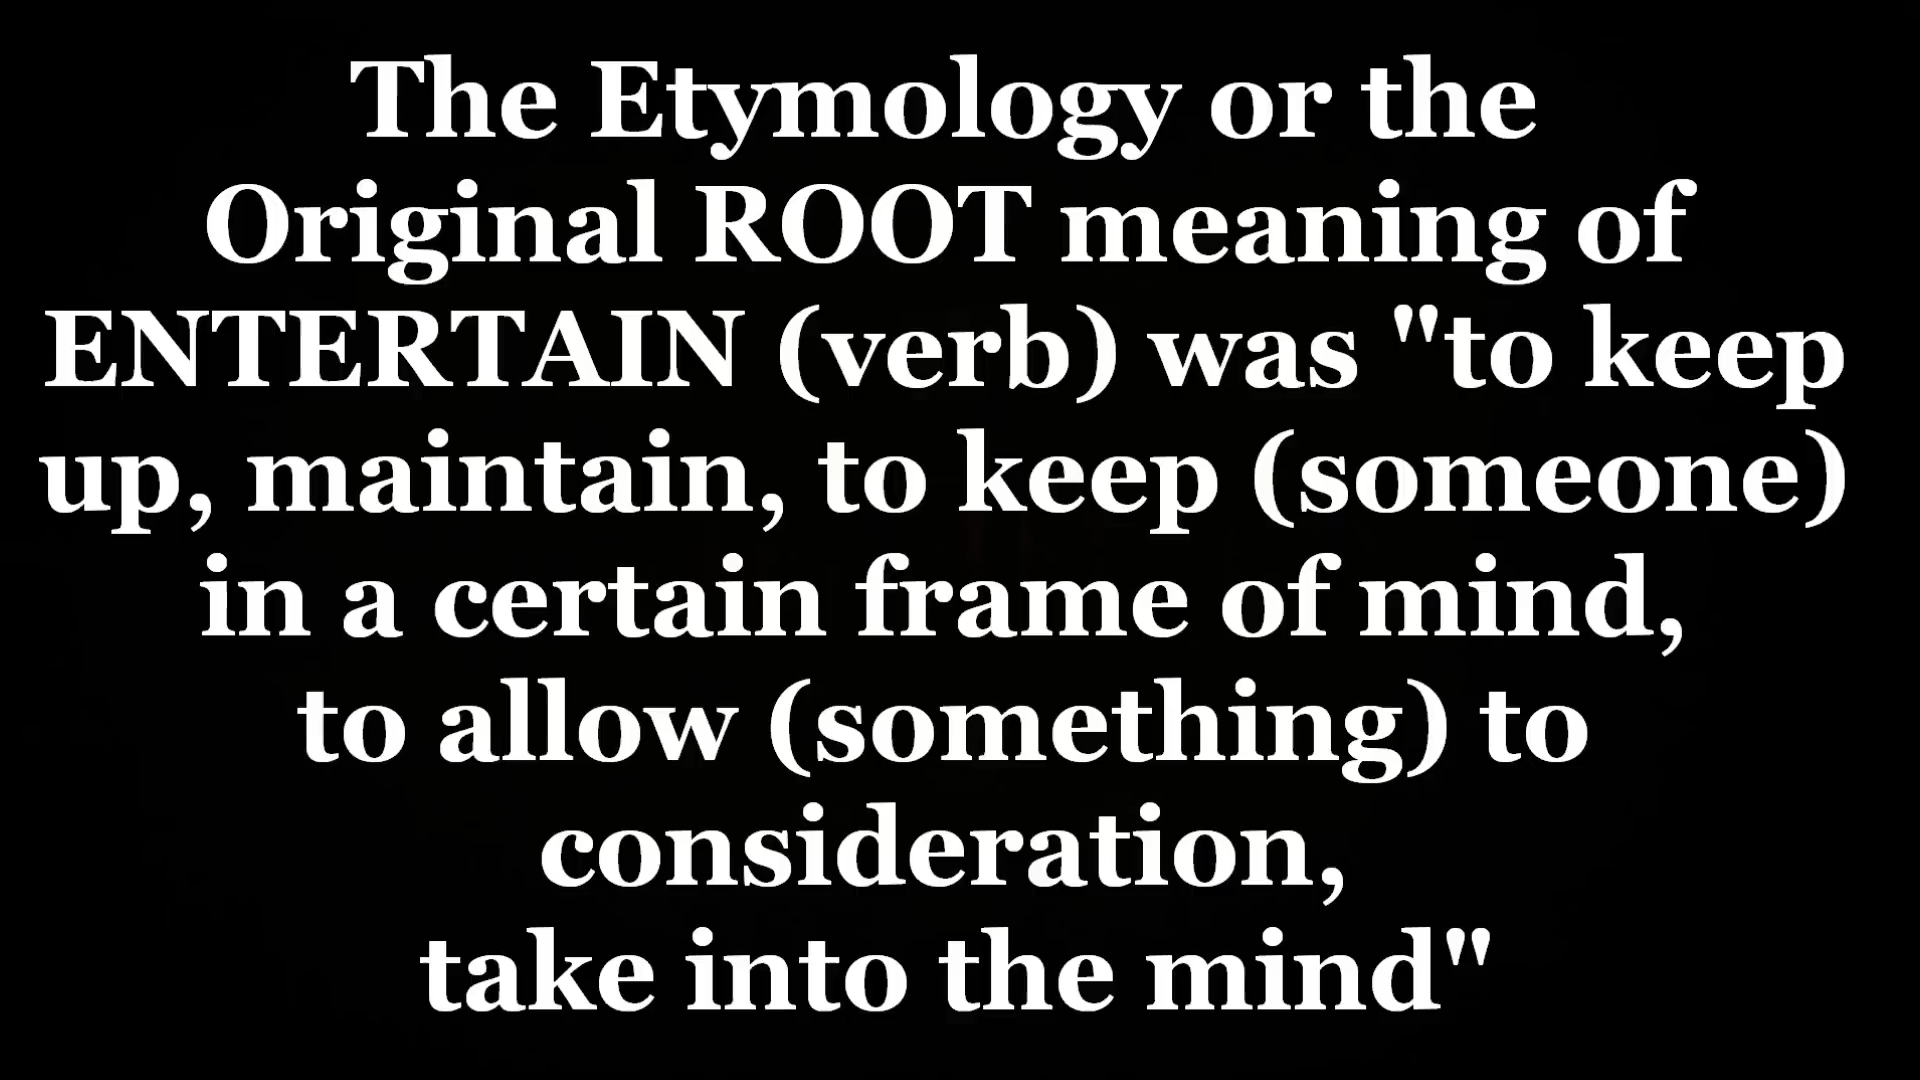 The Etymology or the
Original ROOT meaning of
ENTERTAIN (verb) was "to keep
up, maintain, to keep (someone)
in a certain frame of mind,
to allow (something) to
consideration,
take into the mind"